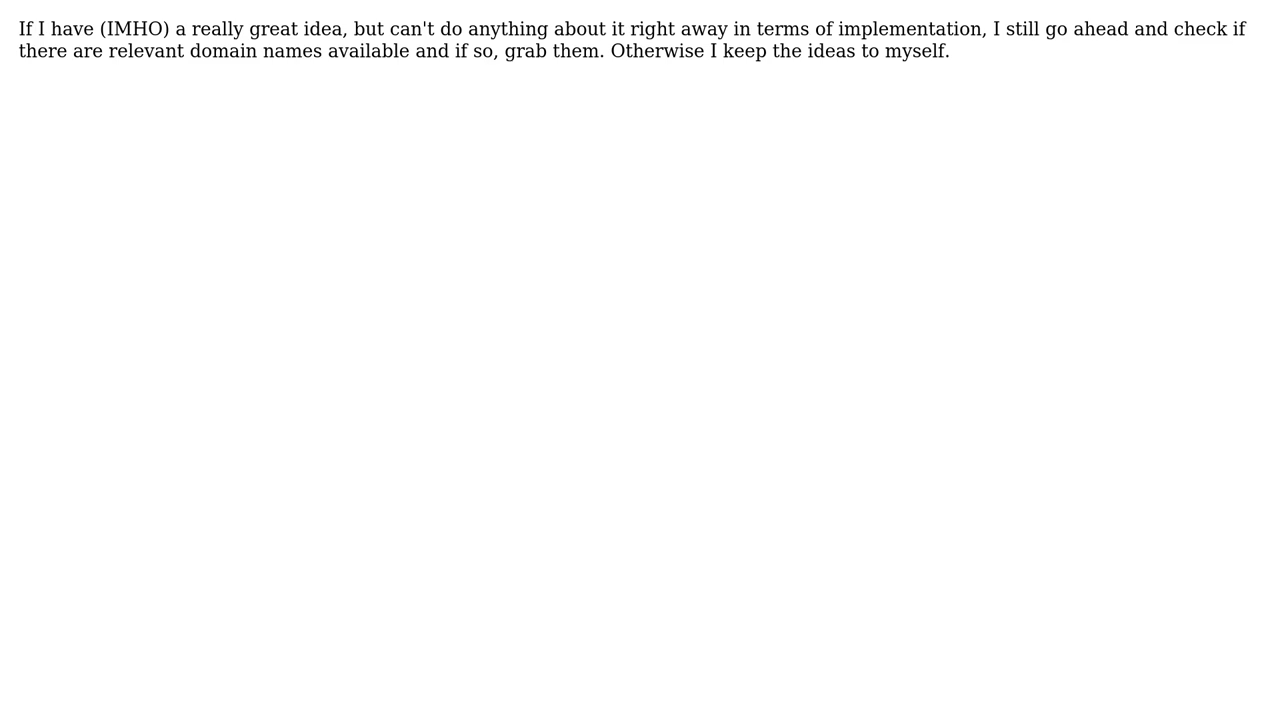 If I have (IMHO) a really great idea, but can't do anything about it right away in terms of implementation, I still go ahead and check if
there are relevant domain names available and if so, grab them. Otherwise I keep the ideas to myself.